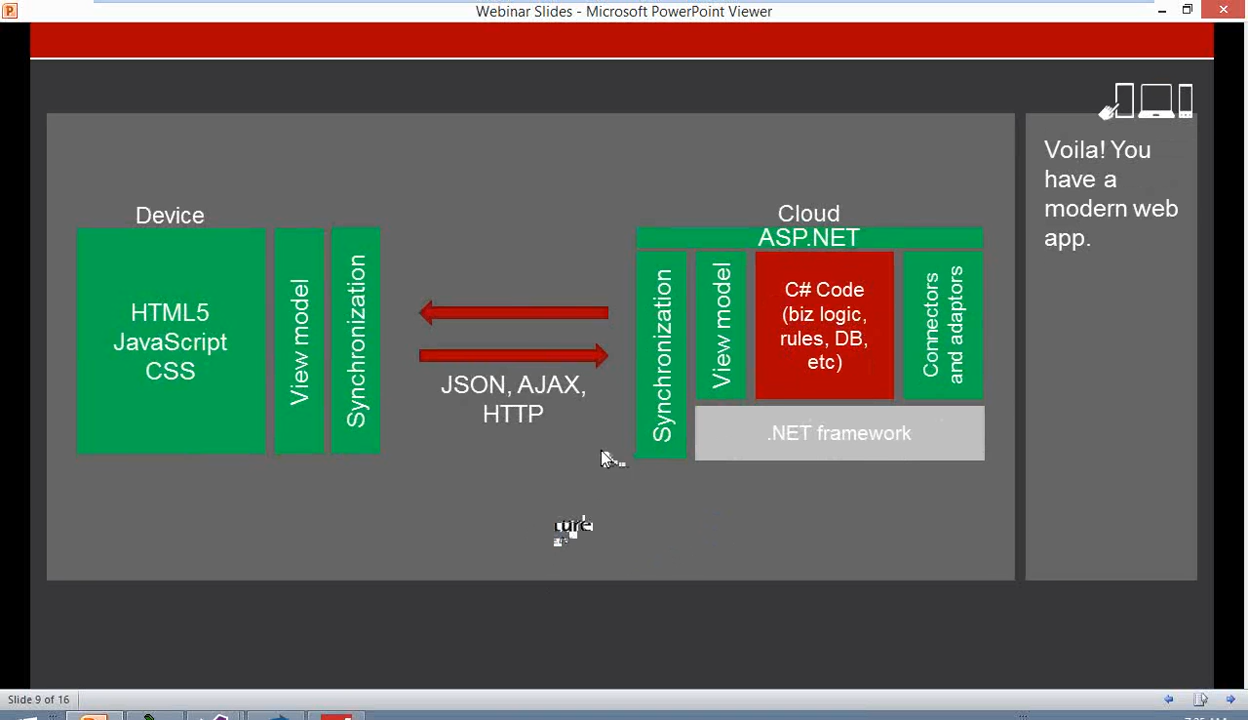 Webinar Slides - Microsoft PowerPoint Viewer
Voila! You
have a
modern web
app.
Device
HTML5
JavaScript
CSS
View model
Synchronization
JSON, AJAX,
HTTP
Cloud
ASP.NET
Synchronization
View model
C# Code
(biz logic,
rules, DB,
etc)
Connectors
and adaptors
.NET framework
Slide 9 of 16